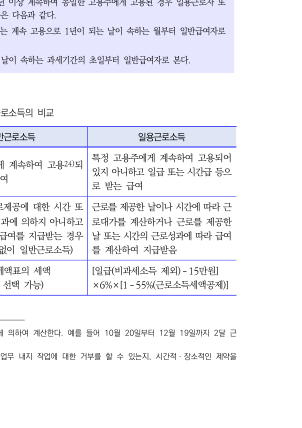 이상 계속하여 동일한 고용주에게 고용된 경우 일용근로자 또
은 다음과 같다.
는 계속 고용으로 1년이 되는 날이 속하는 월부터 일반급여자로
날이 속하는 과세기간의 초일부터 일반급여자로 본다.
근로소득의 비교
반근로소득
일용근로소득
게 계속하여 고용24)되
여
특정 고용주에게 계속하여 고용되어
있지 아니하고 일급 또는 시간급 등으
로 받는 급여
로제공에 대한 시간 또
과에 의하지 아니하고
급여를 지급받는 경우
없이 일반근로소득)
근로를 제공한 날이나 시간에 따라 근
로대가를 계산하거나 근로를 제공한
날 또는 시간의 근로성과에 따라 급여
를 계산하여 지급받음
세액표의 세액
선택 가능)
[일급(비과세소득 제외)-15만원]
×6%×[1-55%(근로소득세액공제)]
에 의하여 계산한다. 예를 들어 10월 20일부터 12월 19일까지 2달 근
업무 내지 작업에 대한 거부를 할 수 있는지, 시간적·장소적인 제약을